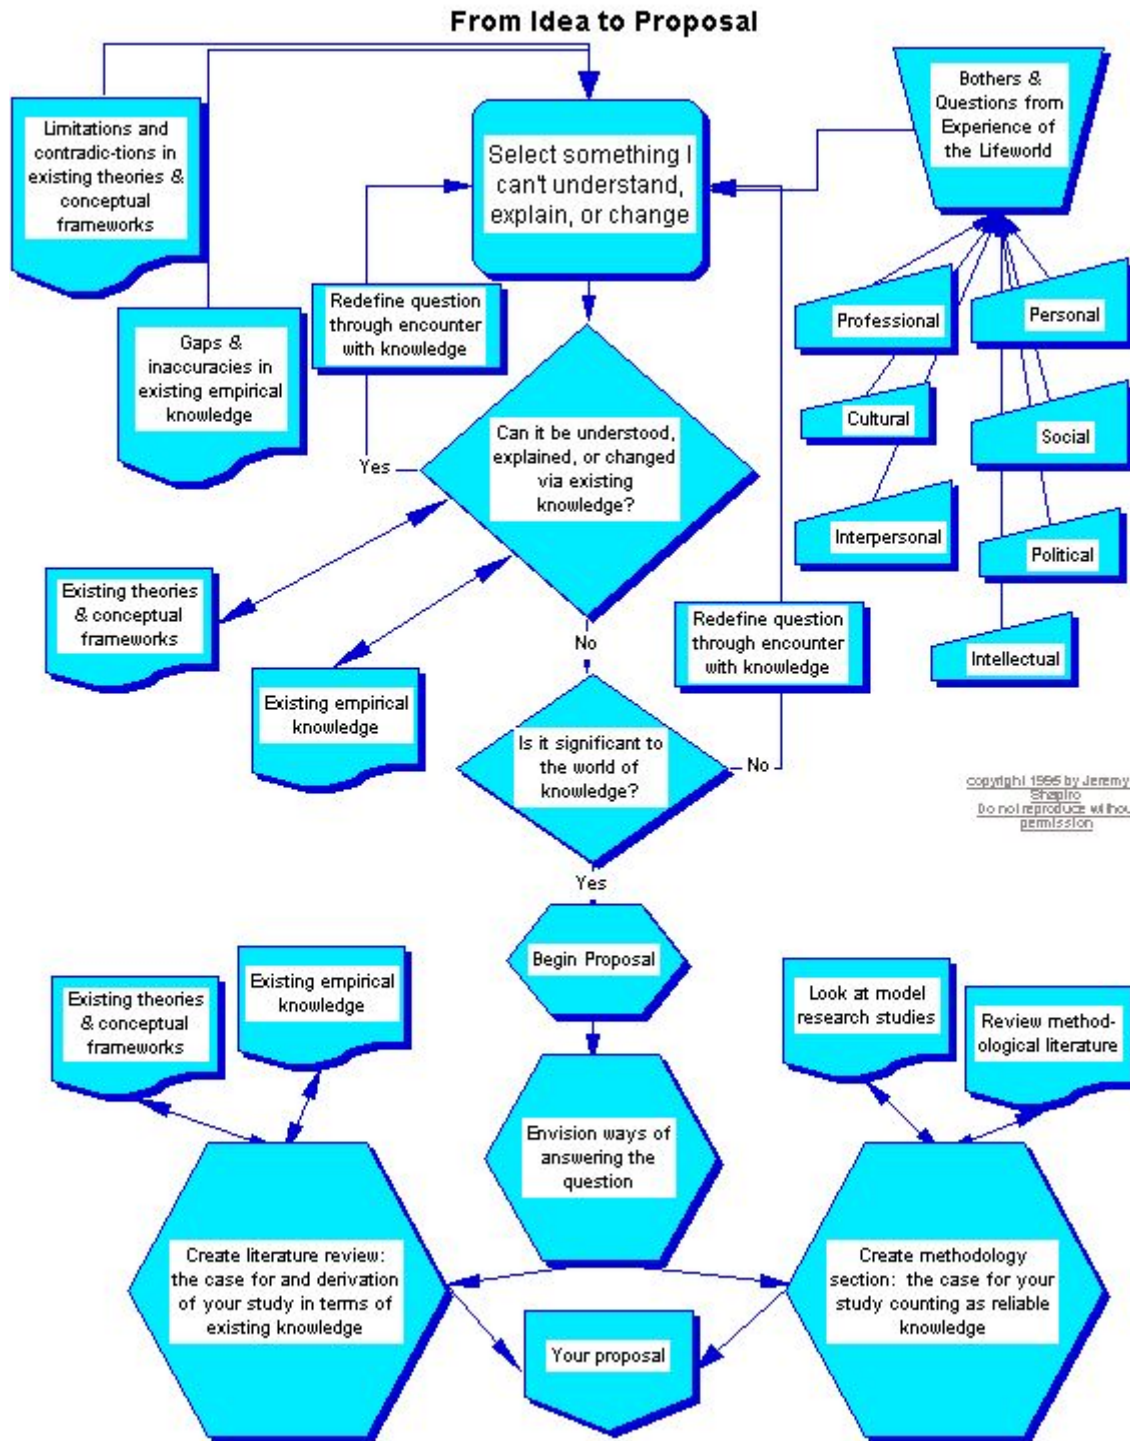 From Idea to Proposal
Limitations and
contradic-tions in
existing theories &
conceptual
frameworks
Select something I
can't understand,
explain, or change
Bothers &
Questions from
Experience of
the Lifeworld
Redefine question
through encounter
with knowledge
Gaps &
inaccuracies in
existing empirical
knowledge
Professional
Personal
Cultural
Social
Interpersonal
Political
Intellectual
Can it be understood,
explained, or changed
via existing
knowledge?
Yes
No
Existing theories
& conceptual
frameworks
Existing empirical
knowledge
Redefine question
through encounter
with knowledge
Is it significant to
the world of
knowledge?
No
Yes
copyright 1995 by Jeremy
Shapiro
Do not reproduce withou
permission
Begin Proposal
Existing theories
& conceptual
frameworks
Existing empirical
knowledge
Look at model
research studies
Review method-
ological literature
Envision ways of
answering the
question
Create literature review:
the case for and derivation
of your study in terms of
existing knowledge
Create methodology
section: the case for your
study counting as reliable
knowledge
Your proposal